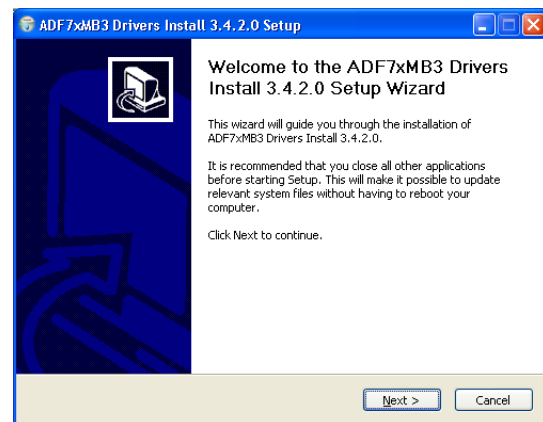 ADF7xMB3 Drivers Install 3.4.2.0 Setup
Welcome to the ADF7xMB3 Drivers
Install 3.4.2.0 Setup Wizard
This wizard will guide you through the installation of
ADF7xMB3 Drivers Install 3.4.2.0.
It is recommended that you close all other applications
before starting Setup. This will make it possible to update
relevant system files without having to reboot your
computer.
Click Next to continue.
Next >
Cancel